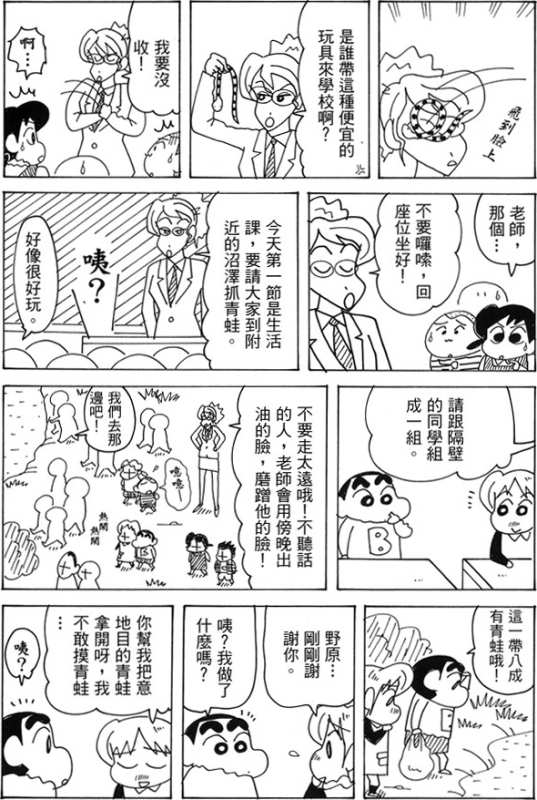 飛到臉上
是誰帶這種便宜的
玩具來學校啊？
我要沒
收！
啊…
老師，
那個…
不要囉嗦，回
座位坐好！
今天第一節是生活
課，要請大家到附
近的沼澤抓青蛙。
咦？
好像很好玩。
請跟隔壁
的同學組
成一組。
不要走太遠哦！不聽話
的人，老師會用傍晚出
油的臉，磨蹭他的臉！
噫—
我們去那
邊吧！
熱鬧
熱鬧
這一帶八成
有青蛙哦！
野原…
剛剛謝
謝你。
咦？我做了
什麼嗎？
你幫我把意
地目的青蛙
拿開呀，我
不敢摸青蛙
…
咦？